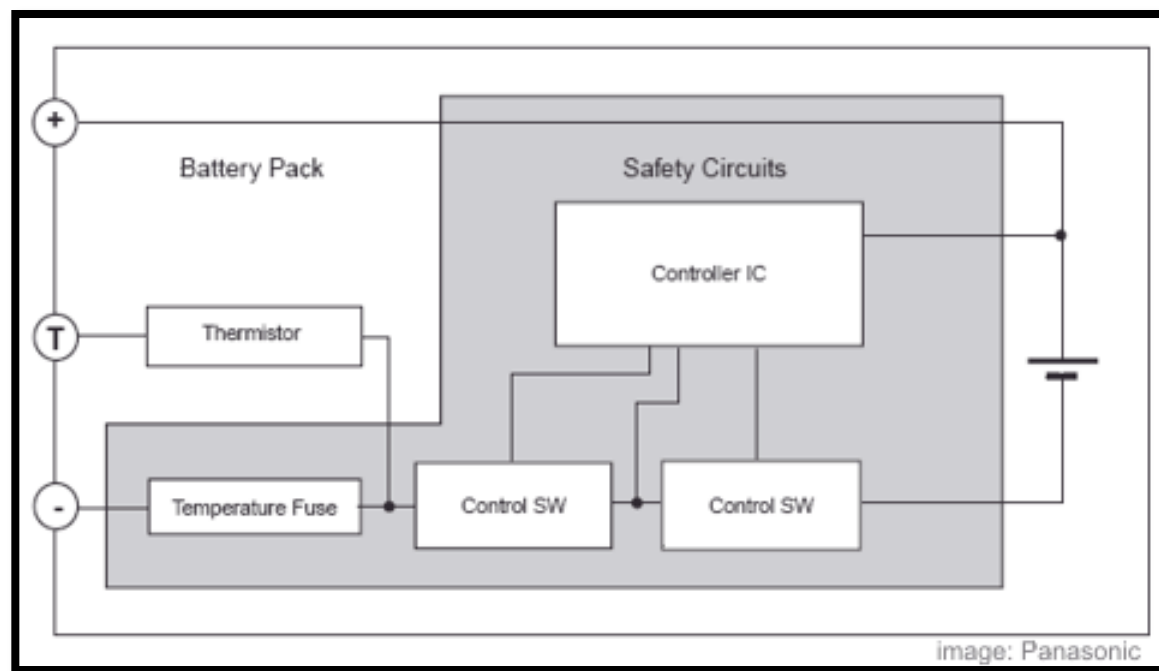 +
Battery Pack
Safety Circuits
Controller IC
T
Thermistor
-
Temperature Fuse
Control SW
Control SW
image: Panasonic